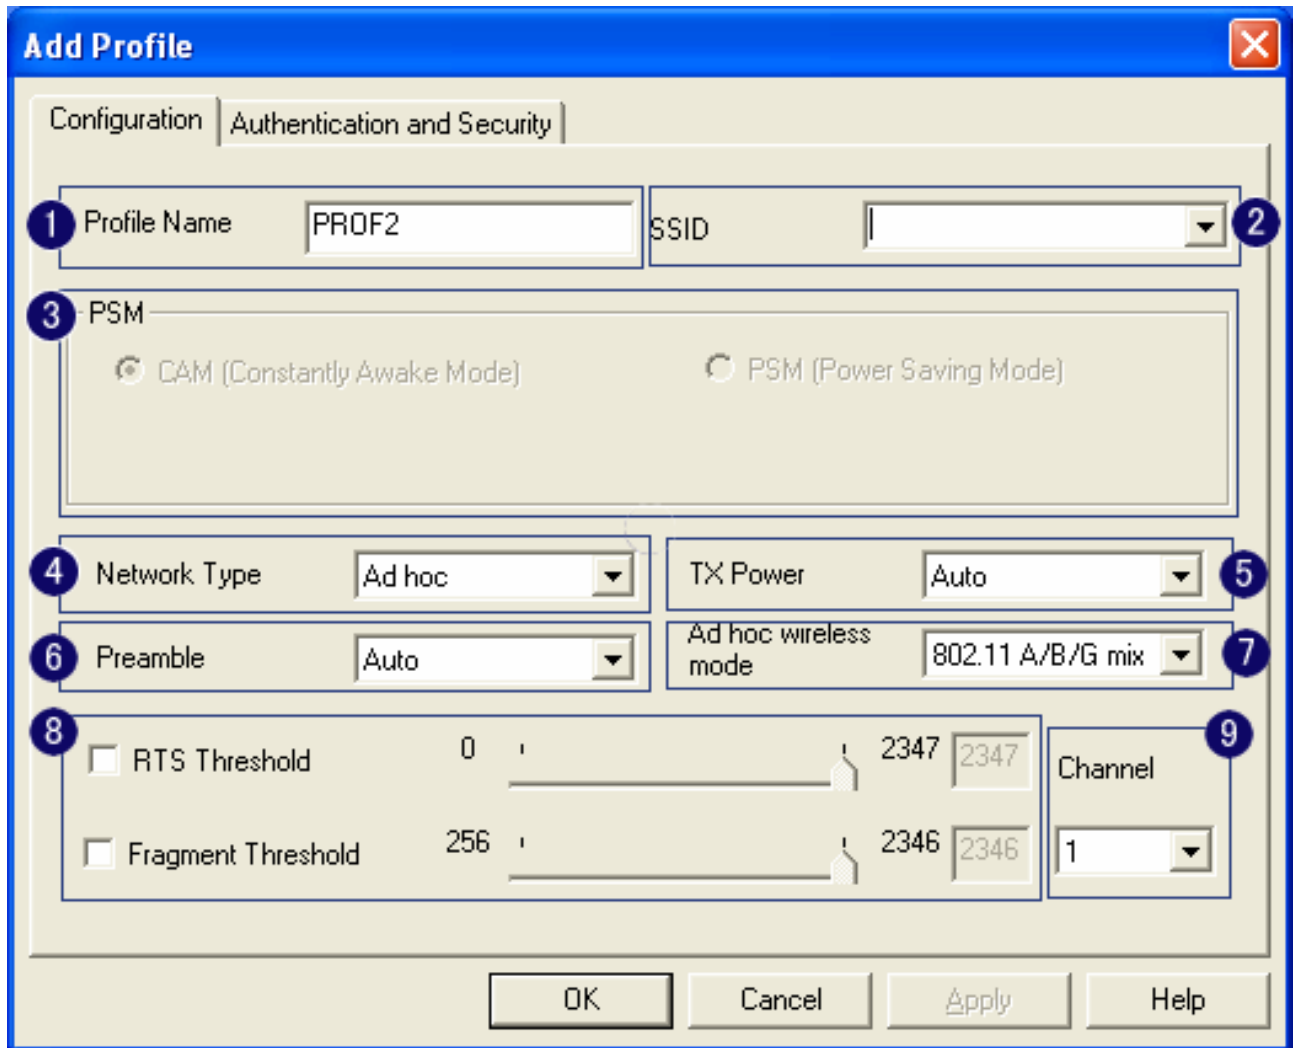 Add Profile
Configuration Authentication and Security
1 Profile Name PROF2 SSID 2
3 PSM
CAM (Constantly Awake Mode) PSM (Power Saving Mode)
4 Network Type Ad hoc TX Power Auto 5
6 Preamble Auto Ad hoc wireless mode 802.11 A/B/G mix 7
8 RTS Threshold 0 2347 2347 Channel 9
Fragment Threshold 256 2346 2346 1
OK Cancel Apply Help